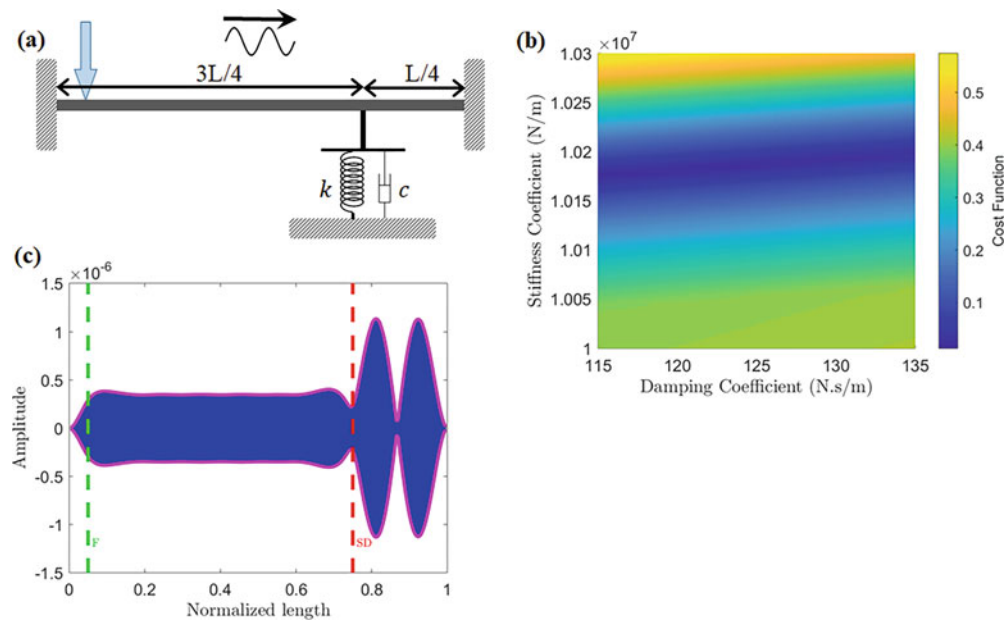 (a)
3L/4
L/4
k
c
(b)
×10⁷
1.03
1.025
1.02
1.015
1.01
1.005
1
115
120
125
130
135
Stiffness Coefficient (N/m)
Damping Coefficient (N.s/m)
0.5
0.4
0.3
0.2
0.1
Cost Function
(c)
×10⁻⁶
1.5
1
0.5
0
-0.5
-1
-1.5
0
0.2
0.4
0.6
0.8
1
Amplitude
Normalized length
F
SD